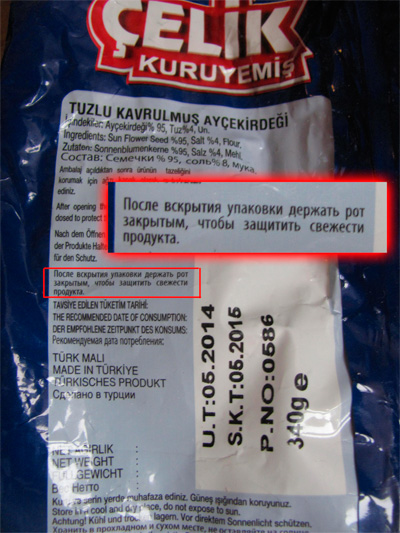 ÇELİK
KURUYEMİŞ
TUZLU KAVRULMUŞ AYÇEKİRDEĞİ
İçindekiler: Ayçekirdeği% 95, Tuz%4, Un.
Ingredients: Sun Flower Seed %95, Salt %4, Flour,
Zutaten: Sonnenblumenkerne %95, Salz %4, Mehl,
Состав: Семечки % 95, соль% 8, мука.
Ambalaj açıldıktan sonra ürünün tazeliğini
korumak için
ediniz.
After opening
closed to protect
Nach dem Öffnen
der Produkte
für den Schutz.
После вскрытия упаковки держать рот
закрытым, чтобы защитить свежести
продукта.
После вскрытия упаковки держать рот
закрытым, чтобы защитить свежести
продукта.
TAVSİYE EDİLEN TÜKETİM TARİHİ:
THE RECOMMENDED DATE OF CONSUMPTION:
DER EMPFOHLENE ZEITPUNKT DES KONSUMS:
Рекомендуемая дата потребления:
TÜRK MALI
MADE IN TÜRKİYE
TÜRKISCHES PRODUKT
Сделано в турции
U.T:05.2014
S.K.T:05.2015
P.NO:0586
340g e
NET AĞIRLIK
NET WEIGHT
FÜLLGEWICHT
Вес Нетто
Kuru ve serin yerde muhafaza ediniz. Güneş ışığından koruyunuz.
Store in cool and dry place, do not expose to sun.
Achtung! Kühl und trocken lagern. Vor direktem Sonnenlicht schützen.
Хранить в прохладном и сухом месте, не оставляйте на солнце